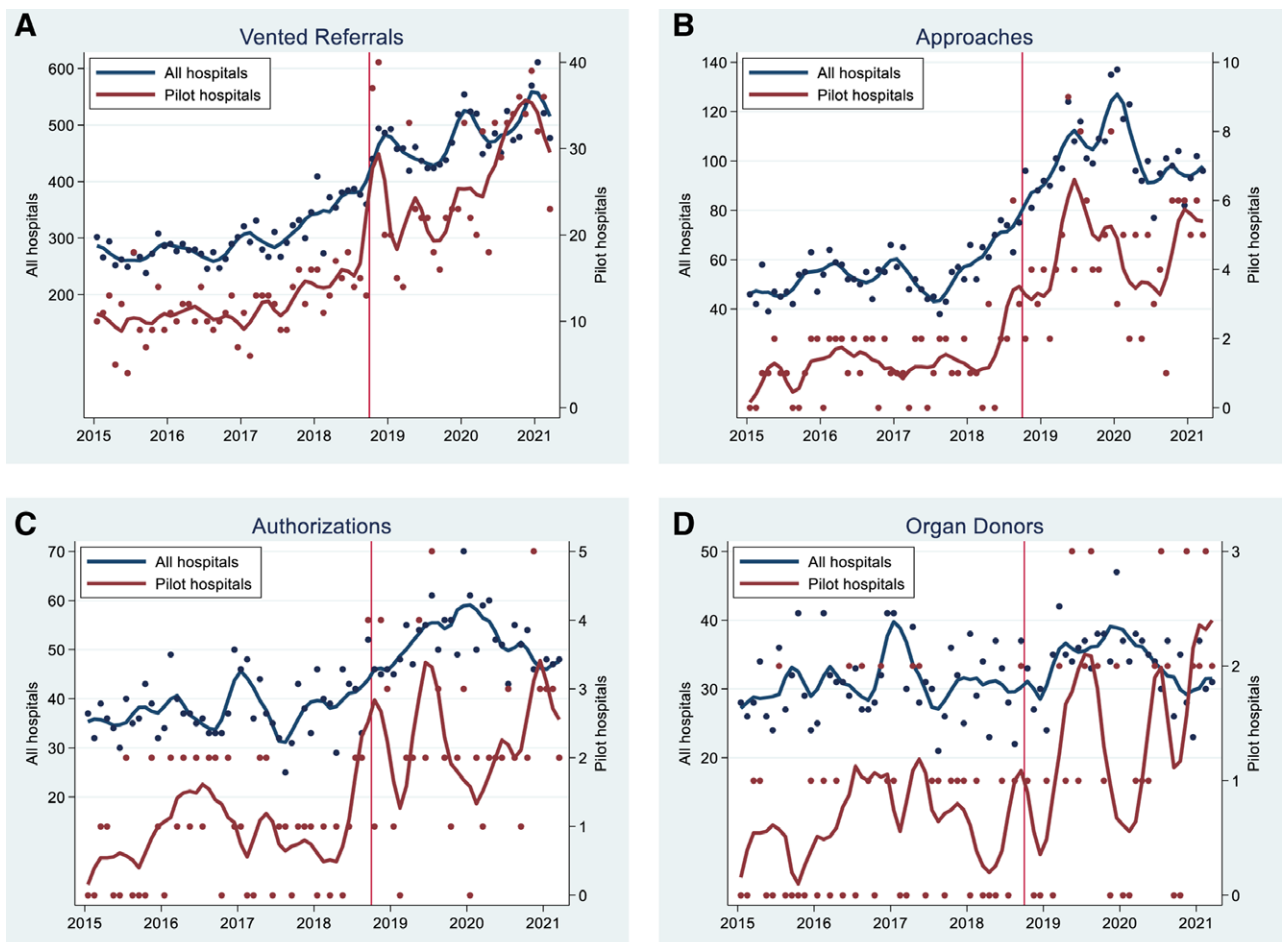 A
Vented Referrals
All hospitals
Pilot hospitals
600
500
400
300
200
All hospitals
40
30
20
10
0
Pilot hospitals
2015 2016 2017 2018 2019 2020 2021
B
Approaches
All hospitals
Pilot hospitals
140
120
100
80
60
40
All hospitals
10
8
6
4
2
0
Pilot hospitals
2015 2016 2017 2018 2019 2020 2021
C
Authorizations
All hospitals
Pilot hospitals
70
60
50
40
30
20
All hospitals
5
4
3
2
1
0
Pilot hospitals
2015 2016 2017 2018 2019 2020 2021
D
Organ Donors
All hospitals
Pilot hospitals
50
40
30
20
All hospitals
3
2
1
0
Pilot hospitals
2015 2016 2017 2018 2019 2020 2021